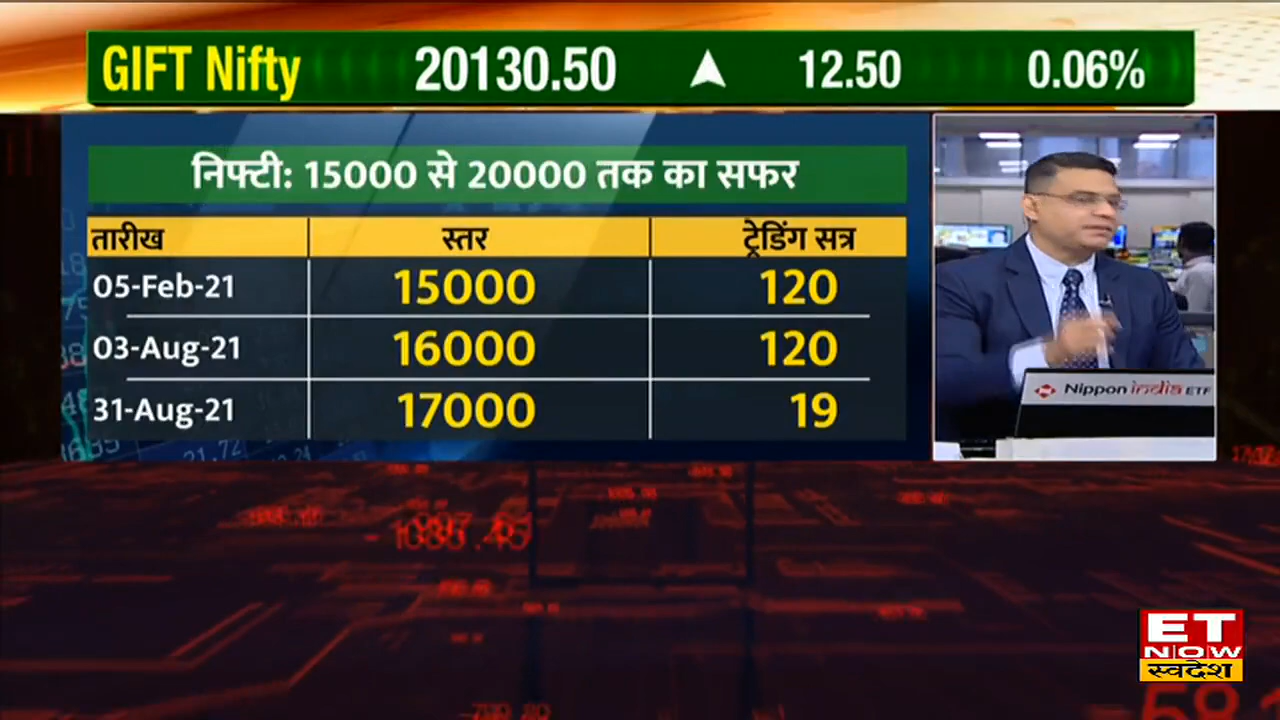 GIFT Nifty 20130.50 12.50 0.06%
निफ्टी: 15000 से 20000 तक का सफर
तारीख स्तर ट्रेडिंग सत्र
05-Feb-21 15000 120
03-Aug-21 16000 120
31-Aug-21 17000 19
Nippon india ETF
ET
NOW
स्वदेश